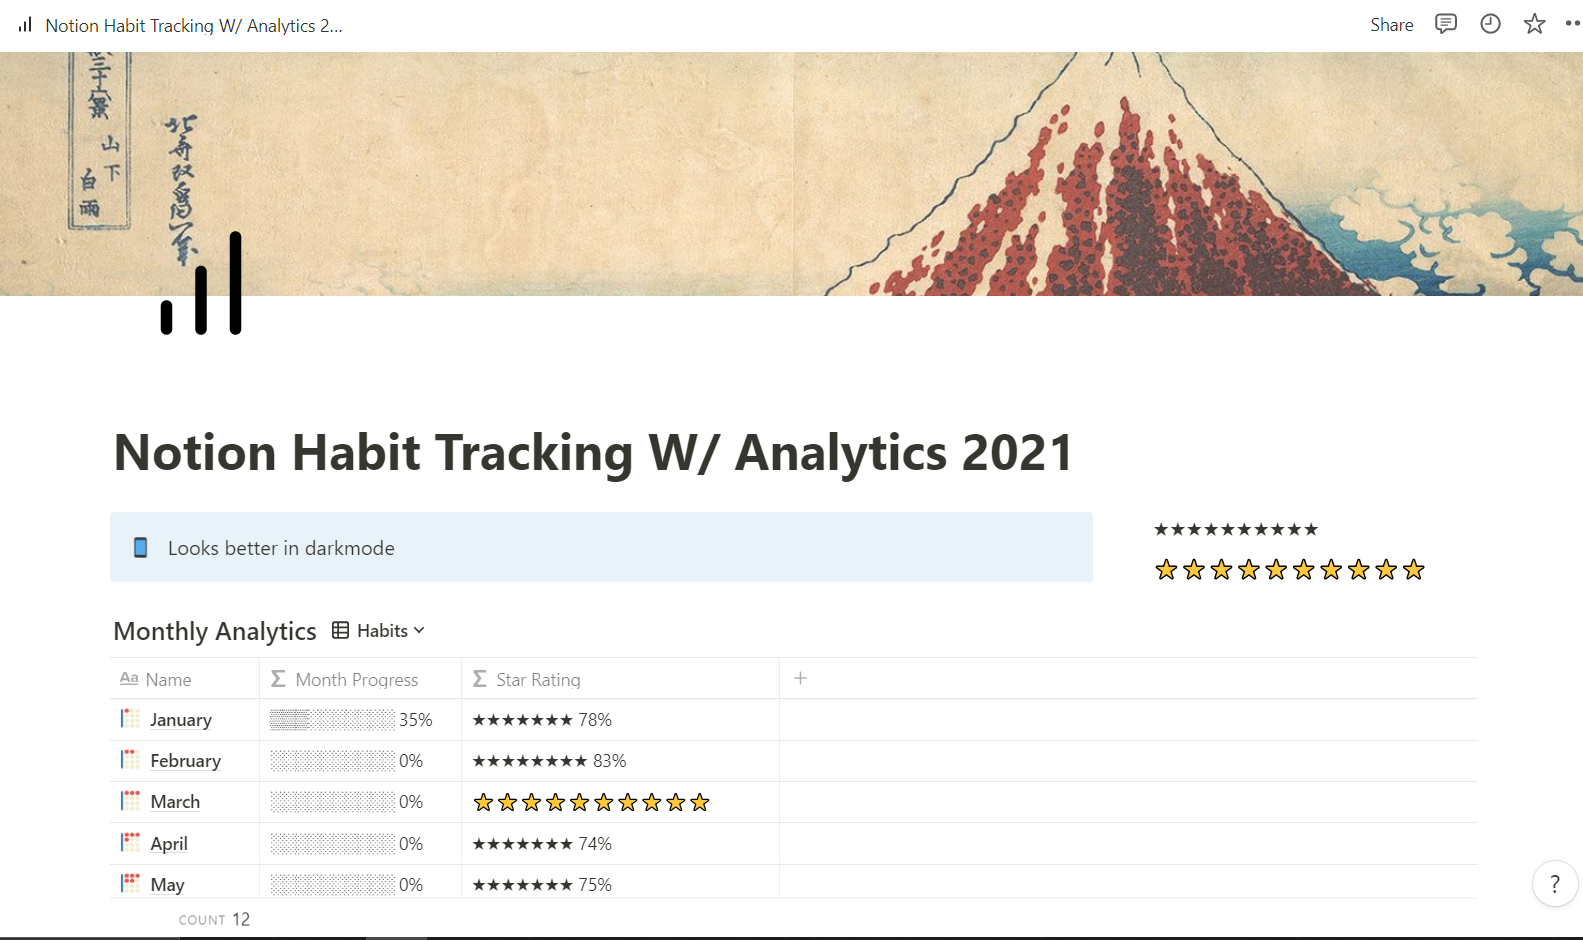 Notion Habit Tracking W/ Analytics 2...
Share
三十六景
山下
白雨
北斎改為一筆
Notion Habit Tracking W/ Analytics 2021
Looks better in darkmode
★★★★★★★★★★
⭐⭐⭐⭐⭐⭐⭐⭐⭐⭐
Monthly Analytics Habits
Aa Name Σ Month Progress Σ Star Rating +
January 35% ★★★★★★★ 78%
February 0% ★★★★★★★★ 83%
March 0% ⭐⭐⭐⭐⭐⭐⭐⭐⭐⭐
April 0% ★★★★★★★ 74%
May 0% ★★★★★★★ 75%
COUNT 12
?